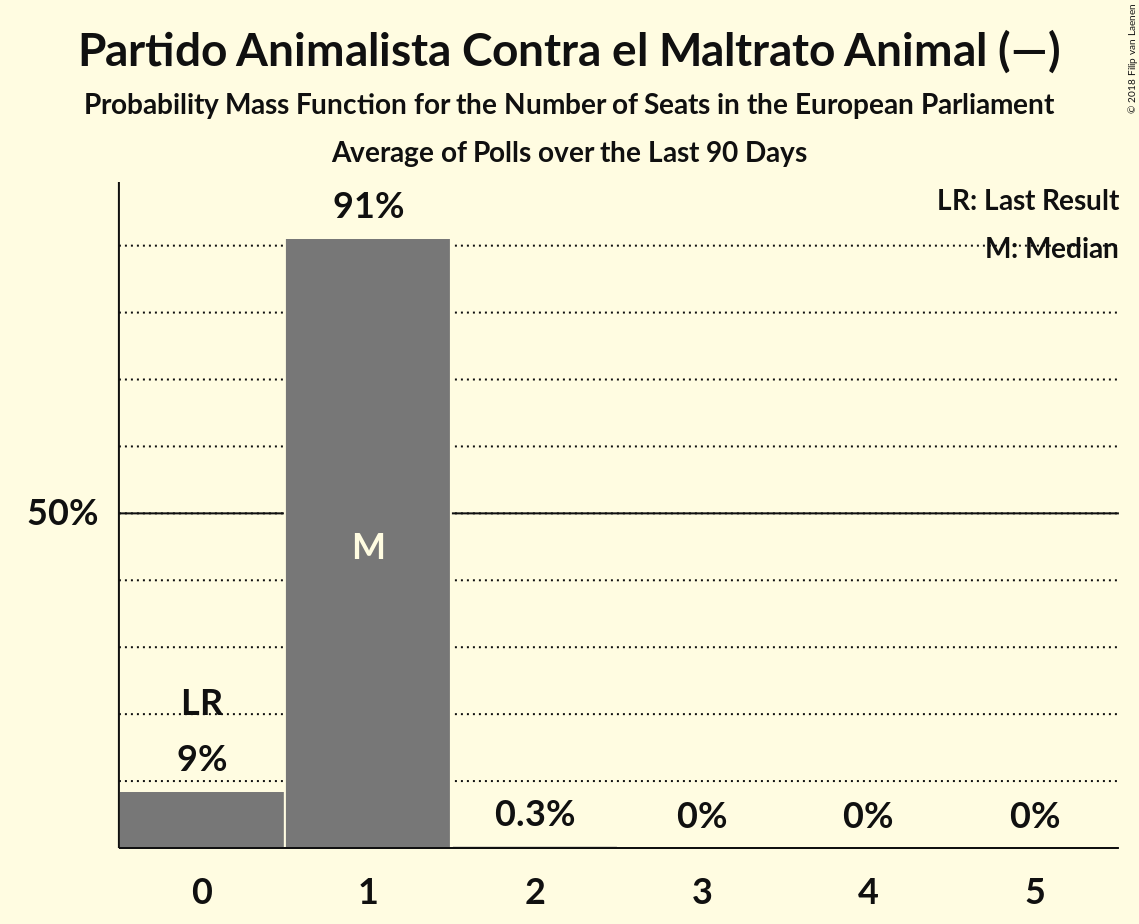 Partido Animalista Contra el Maltrato Animal (—)
Probability Mass Function for the Number of Seats in the European Parliament
Average of Polls over the Last 90 Days
© 2018 Filip van Laenen
LR: Last Result
M: Median
91%
50%
M
LR
9%
0.3%
0%
0%
0%
0
1
2
3
4
5